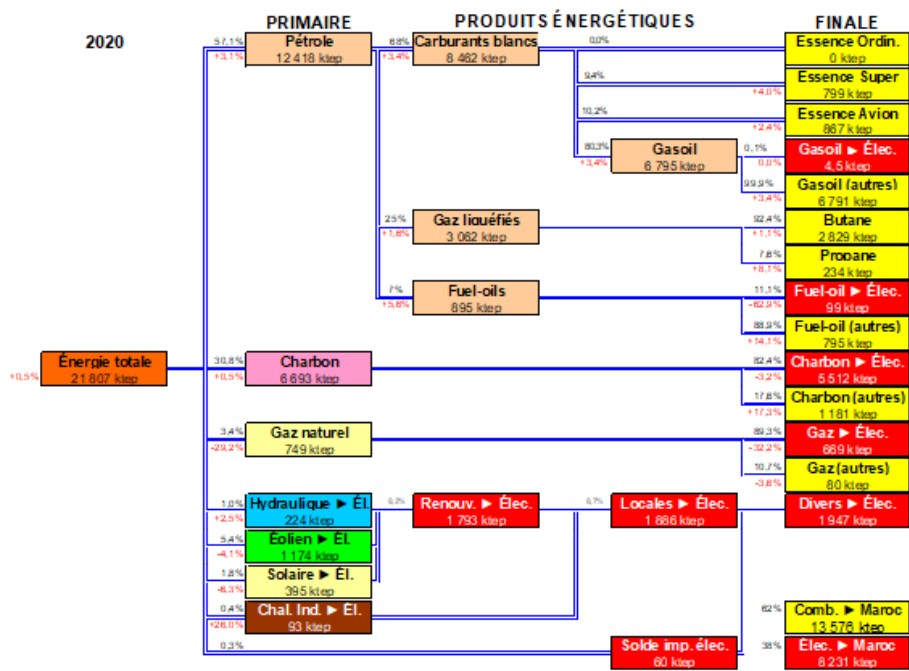 PRIMAIRE PRODUITS ÉNERGÉTIQUES FINALE
2020
57,1% Pétrole 68% Carburants blancs 0,0% Essence Ordin.
+3,1% 12 418 ktep +3,4% 8 462 ktep 0 ktep
9,4% Essence Super
+4,0% 799 ktep
10,2% Essence Avion
+2,4% 867 ktep
80,3% Gasoil 0,1% Gasoil ► Élec.
+3,4% 6 795 ktep 0,0% 4,5 ktep
99,9% Gasoil (autres)
+3,4% 6 791 ktep
25% Gaz liquéfiés 92,4% Butane
+1,6% 3 062 ktep +1,1% 2 829 ktep
7,6% Propane
+8,1% 234 ktep
7% Fuel-oils 11,1% Fuel-oil ► Élec.
+5,6% 895 ktep -62,9% 99 ktep
88,9% Fuel-oil (autres)
+14,1% 795 ktep
Énergie totale 30,8% Charbon 82,4% Charbon ► Élec.
+0,5% 21 807 ktep +0,5% 6 693 ktep -3,2% 5 512 ktep
17,6% Charbon (autres)
+17,3% 1 181 ktep
3,4% Gaz naturel 89,3% Gaz ► Élec.
-29,2% 749 ktep -32,2% 669 ktep
10,7% Gaz (autres)
-3,6% 80 ktep
1,0% Hydraulique ► Él. 8,2% Renouv. ► Élec. 8,7% Locales ► Élec. Divers ► Élec.
+2,5% 224 ktep 1 793 ktep 1 886 ktep 1 947 ktep
5,4% Éolien ► Él.
-4,1% 1 174 ktep
1,8% Solaire ► Él.
-6,3% 395 ktep
0,4% Chal. Ind. ► Él. 62% Comb. ► Maroc
+26,0% 93 ktep 13 576 ktep
0,3% Solde imp. élec. 38% Élec. ► Maroc
60 ktep 8 231 ktep